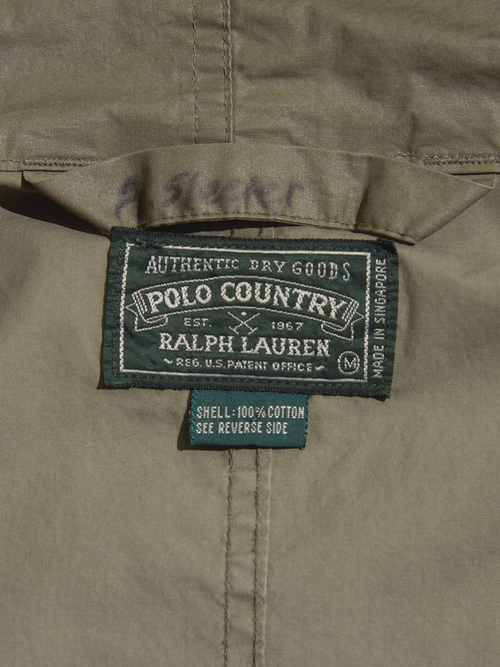 AUTHENTIC DRY GOODS
POLO COUNTRY
EST. 1967
RALPH LAUREN
~REG. U.S. PATENT OFFICE~
M
MADE IN SINGAPORE
SHELL: 100% COTTON
SEE REVERSE SIDE